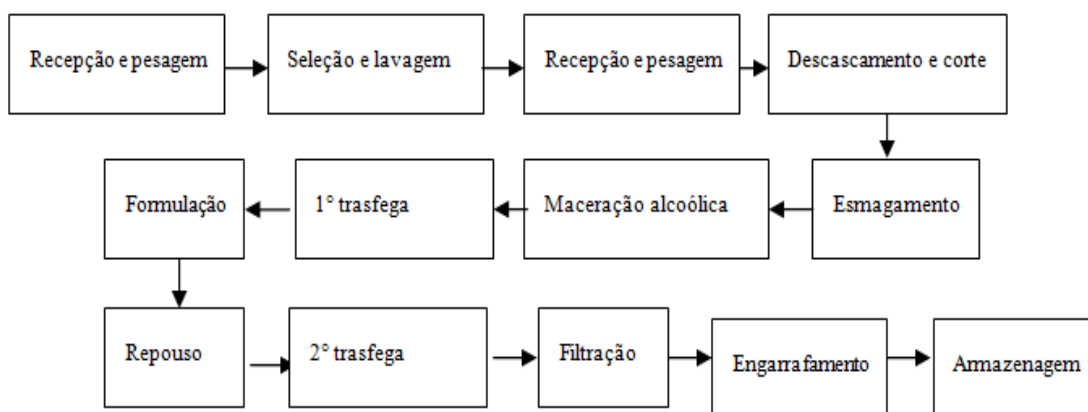 Recepção e pesagem
Seleção e lavagem
Recepção e pesagem
Descascamento e corte
Esmagamento
Maceração alcoólica
1° trasfega
Formulação
Repouso
2° trasfega
Filtração
Engarrafamento
Armazenagem